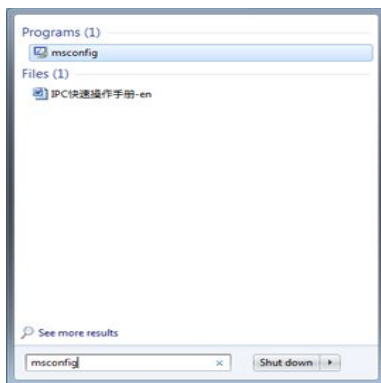 Programs (1)
msconfig
Files (1)
IPC快速操作手册-en
See more results
msconfig
Shut down